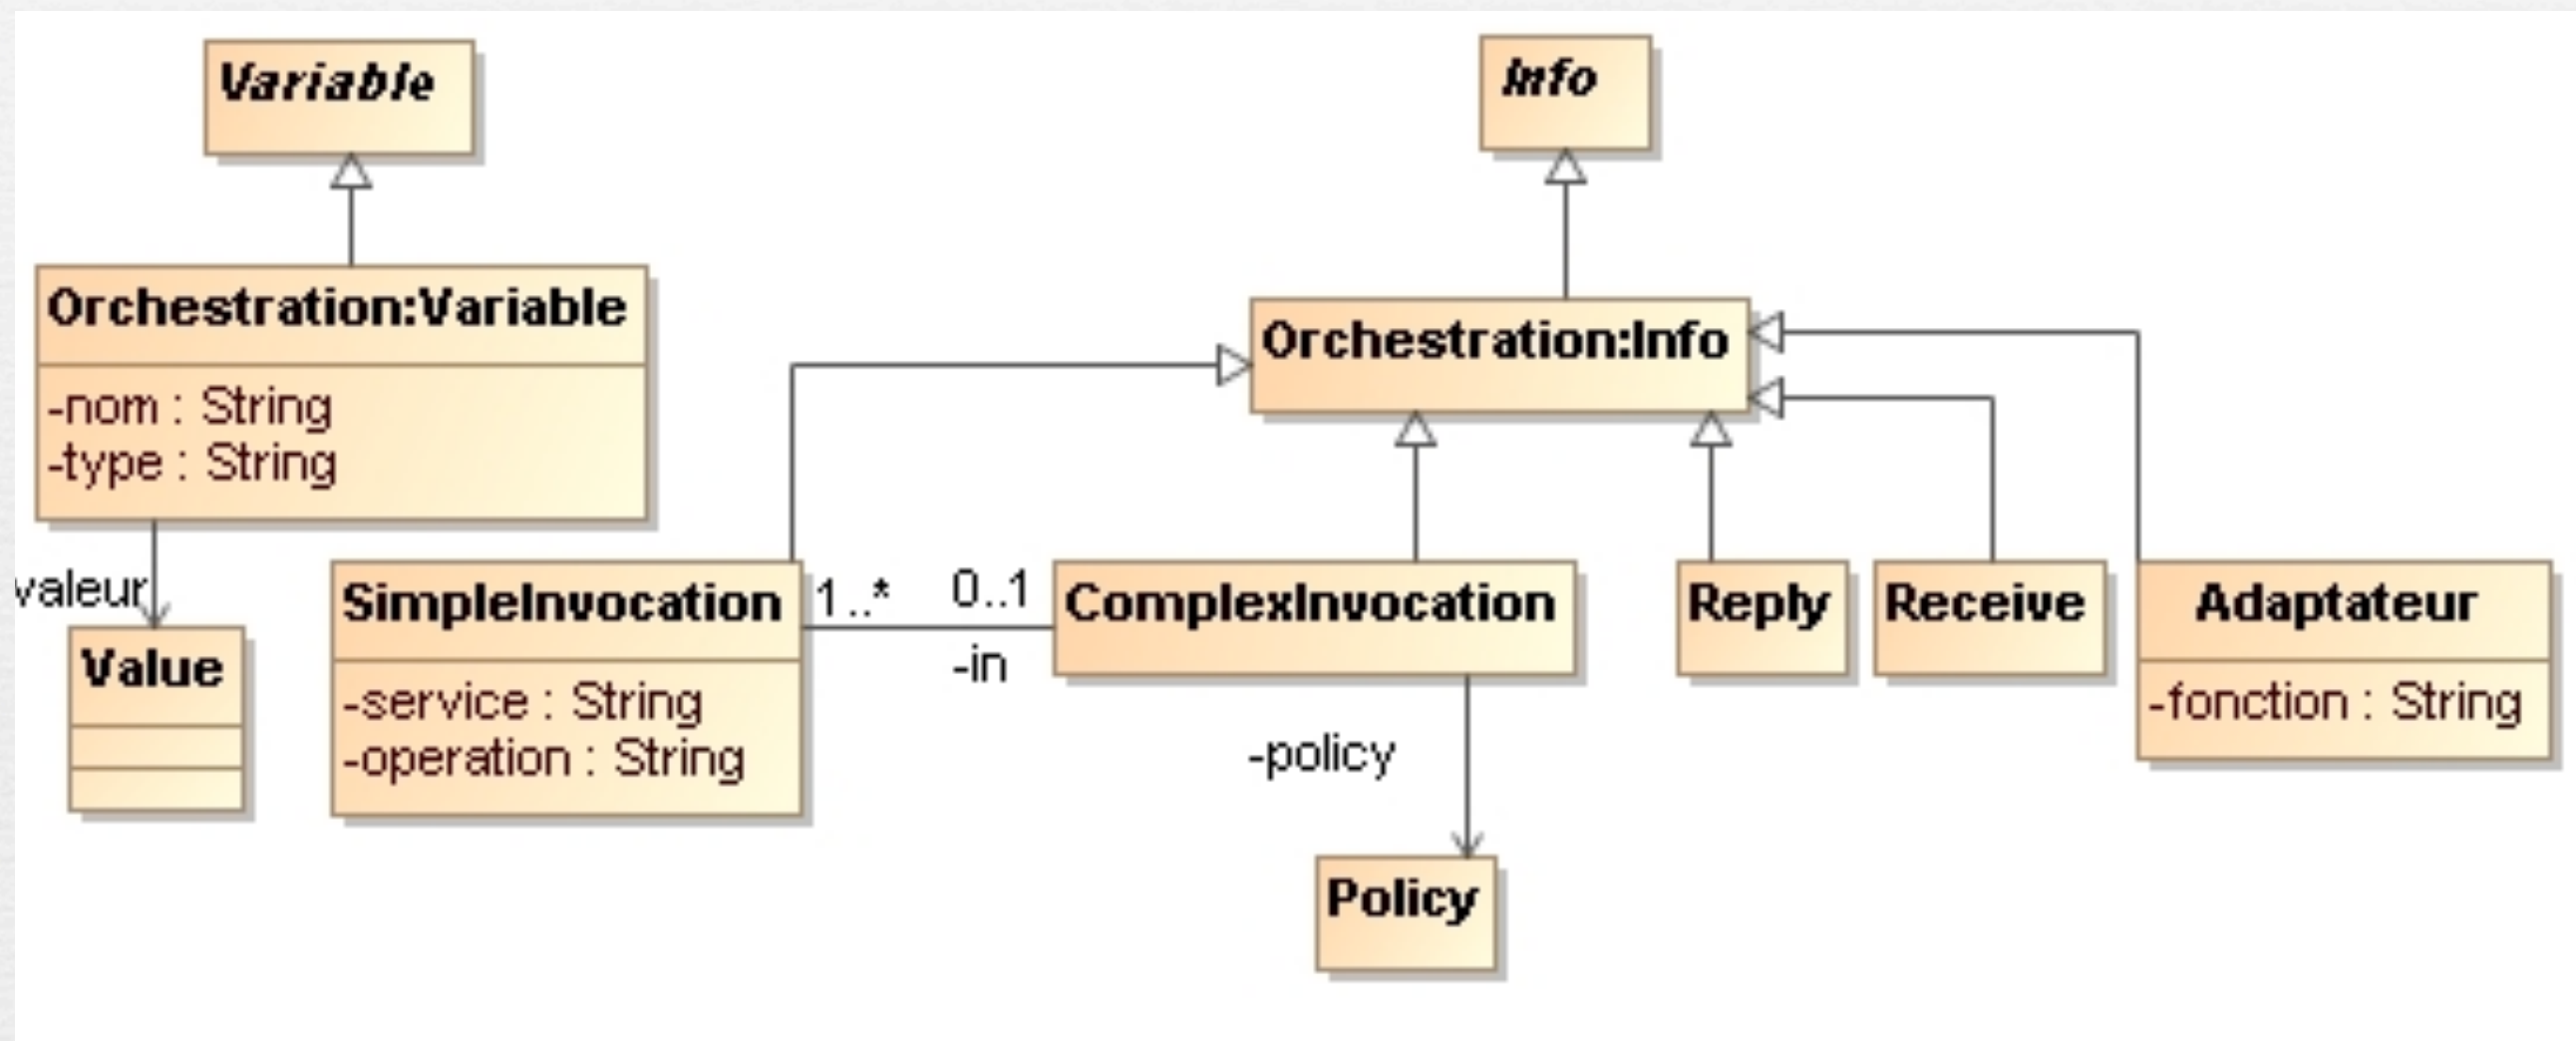 Variable
Info
Orchestration:Variable
-nom : String
-type : String
Orchestration:Info
valeur
Value
SimpleInvocation
-service : String
-operation : String
1..*
0..1
-in
ComplexInvocation
-policy
Policy
Reply
Receive
Adaptateur
-fonction : String